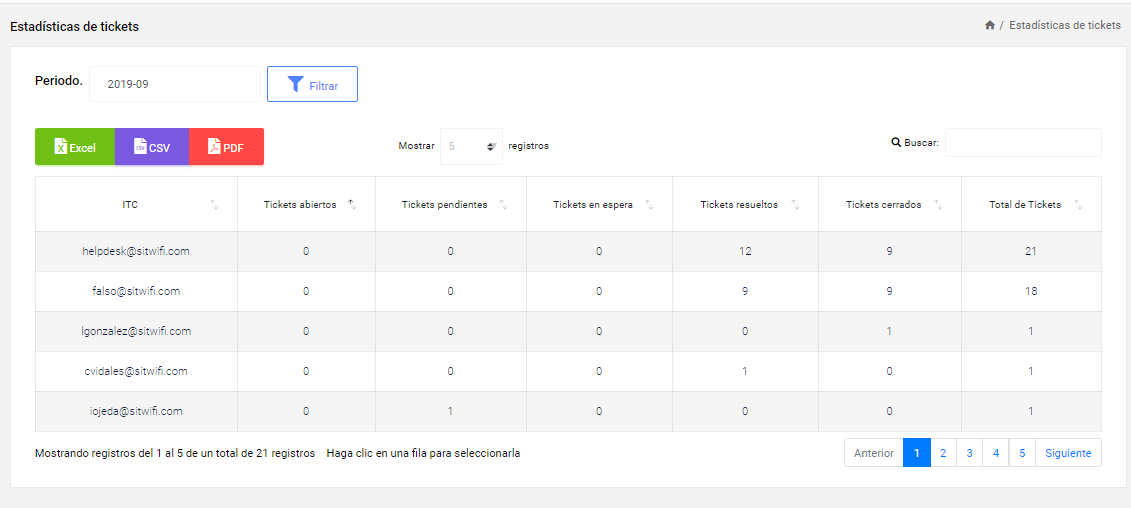 Estadísticas de tickets
/ Estadísticas de tickets
Periodo. 2019-09 Filtrar
Excel CSV PDF
Mostrar 5 registros
Buscar:
ITC Tickets abiertos Tickets pendientes Tickets en espera Tickets resueltos Tickets cerrados Total de Tickets
helpdesk@sitwifi.com 0 0 0 12 9 21
falso@sitwifi.com 0 0 0 9 9 18
lgonzalez@sitwifi.com 0 0 0 0 1 1
cvidales@sitwifi.com 0 0 0 1 0 1
iojeda@sitwifi.com 0 1 0 0 0 1
Mostrando registros del 1 al 5 de un total de 21 registros Haga clic en una fila para seleccionarla
Anterior 1 2 3 4 5 Siguiente